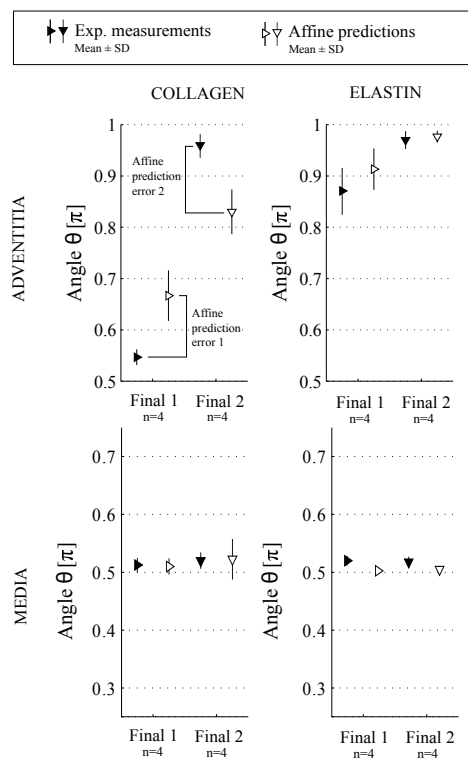 Exp. measurements
Mean ± SD
Affine predictions
Mean ± SD
COLLAGEN
ELASTIN
ADVENTITIA
Angle θ [π]
1
0.9
0.8
0.7
0.6
0.5
Affine
prediction
error 2
Affine
prediction
error 1
Final 1
n=4
Final 2
n=4
Angle θ [π]
1
0.9
0.8
0.7
0.6
0.5
Final 1
n=4
Final 2
n=4
MEDIA
Angle θ [π]
0.7
0.6
0.5
0.4
0.3
Final 1
n=4
Final 2
n=4
Angle θ [π]
0.7
0.6
0.5
0.4
0.3
Final 1
n=4
Final 2
n=4